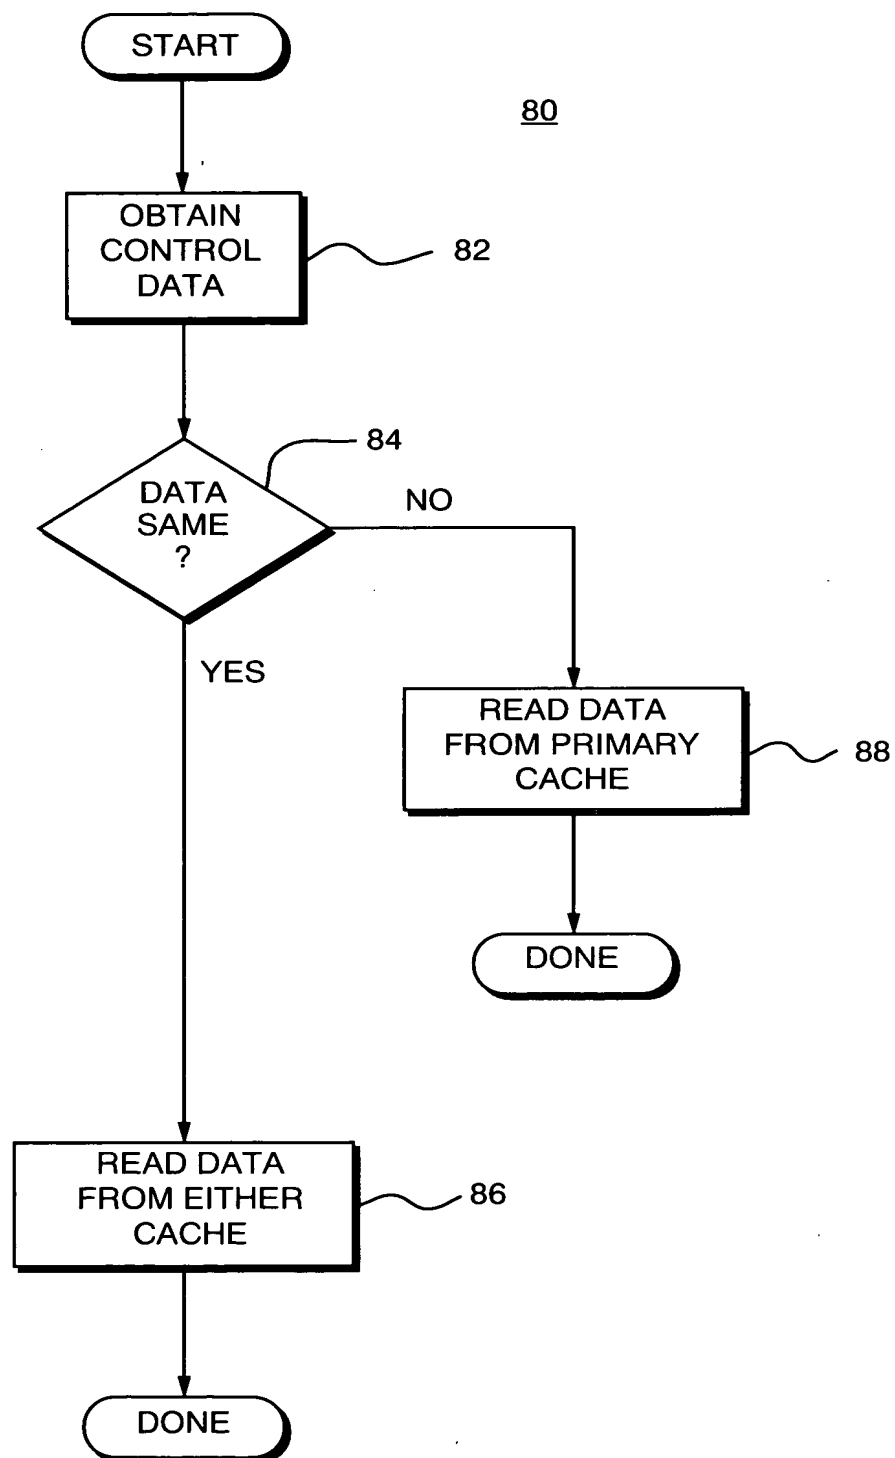 START
80
OBTAIN
CONTROL
DATA
82
84
DATA
SAME
?
NO
YES
READ DATA
FROM PRIMARY
CACHE
88
DONE
READ DATA
FROM EITHER
CACHE
86
DONE